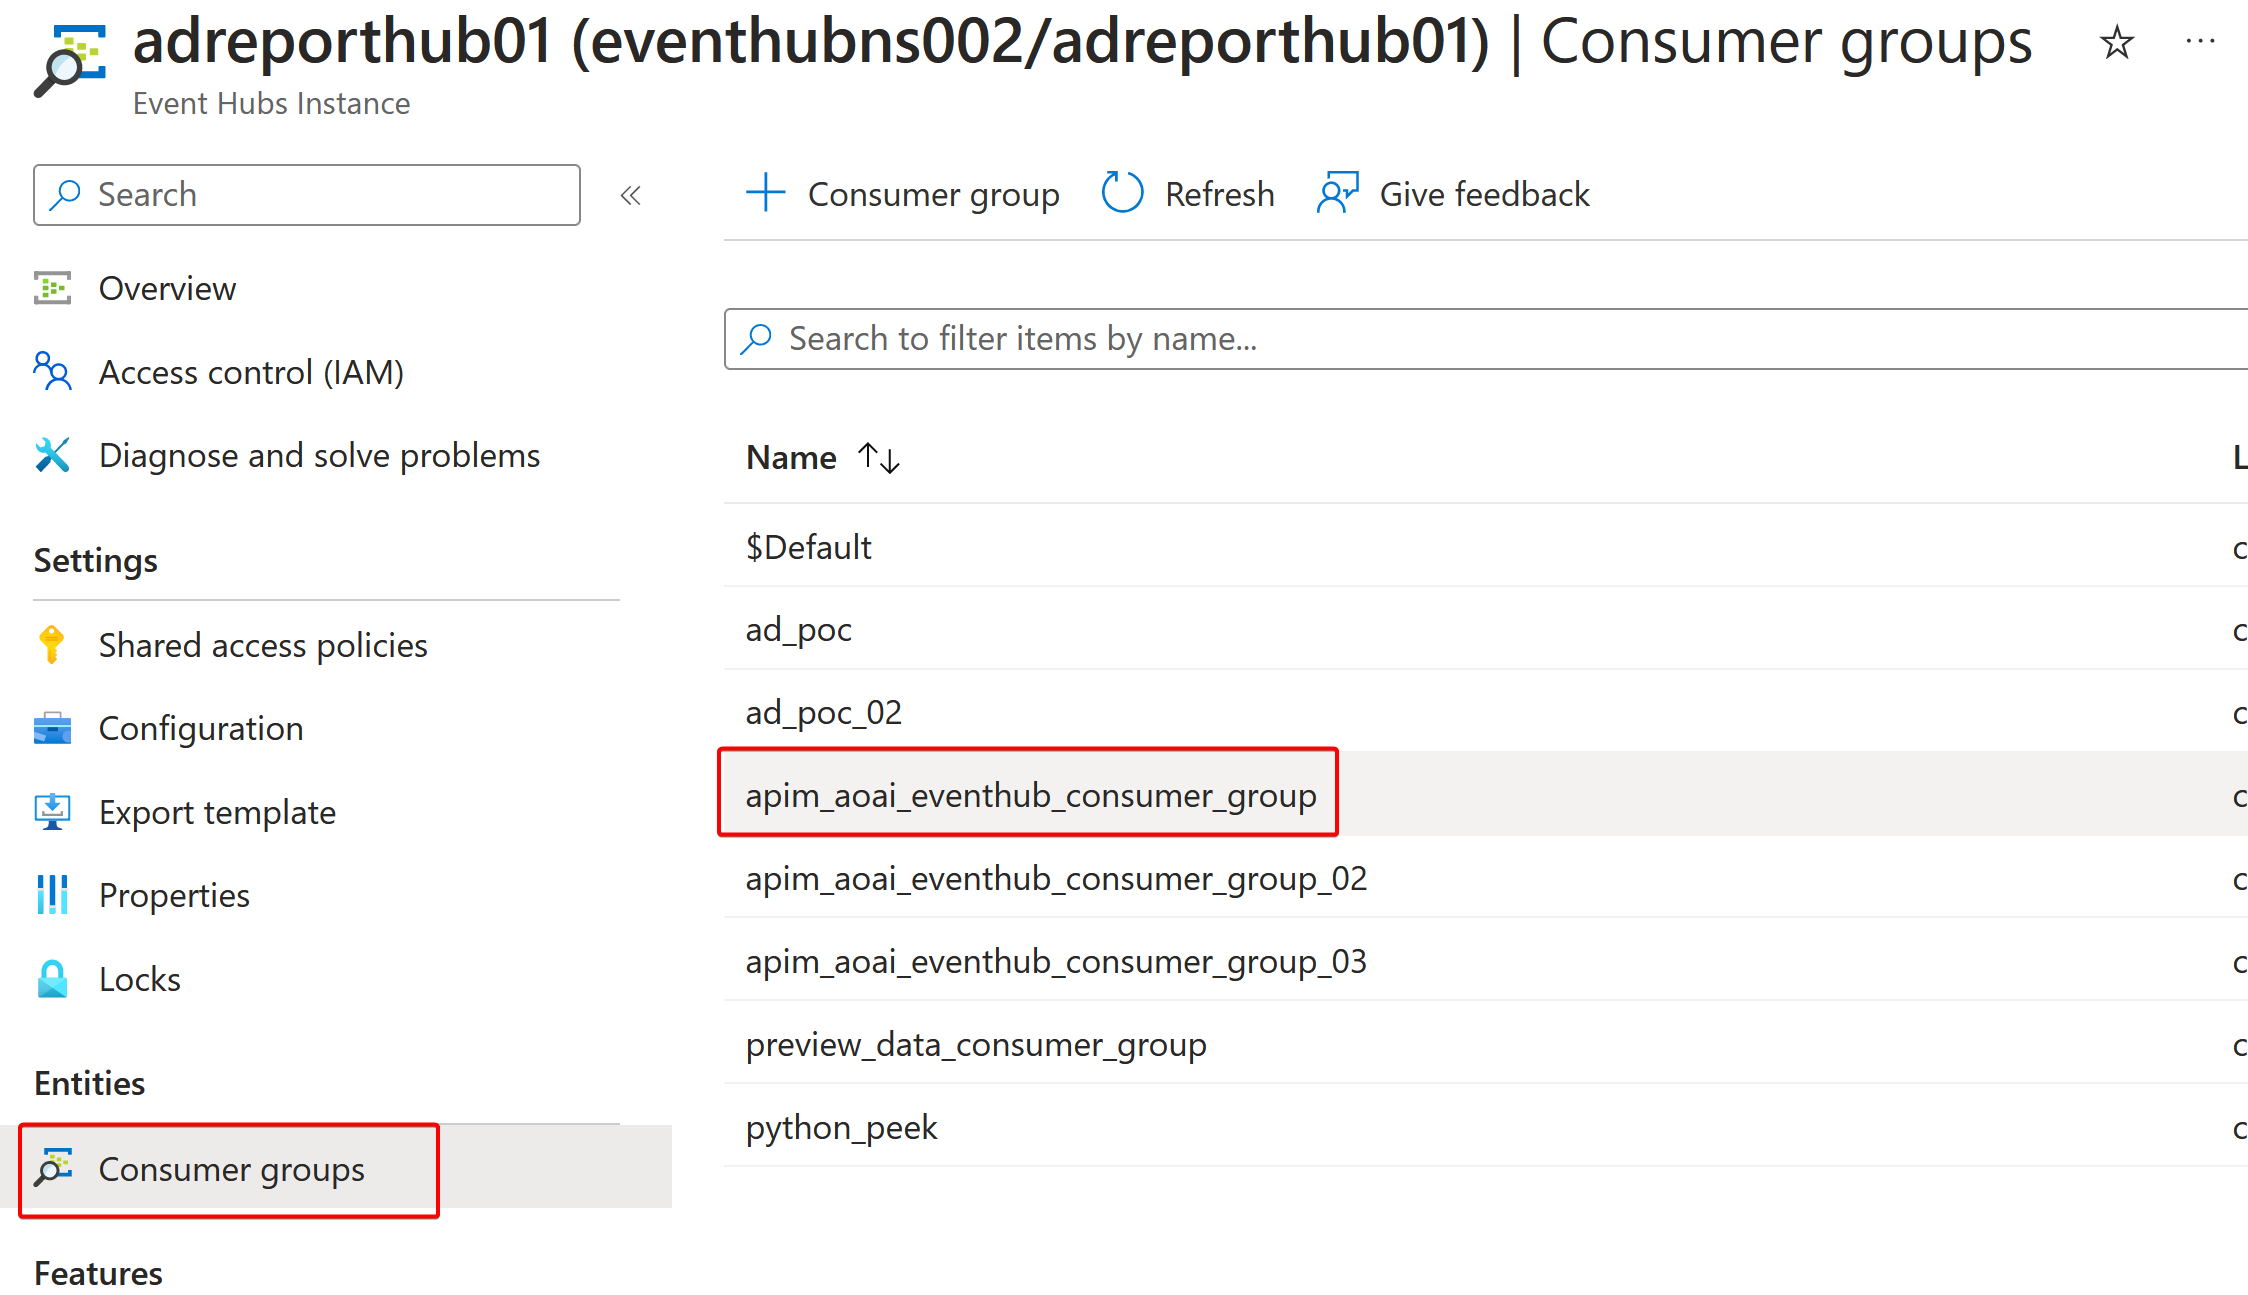 adreporthub01 (eventhubns002/adreporthub01) | Consumer groups
Event Hubs Instance
Search
Overview
Access control (IAM)
Diagnose and solve problems
Settings
Shared access policies
Configuration
Export template
Properties
Locks
Entities
Consumer groups
Features
Consumer group
Refresh
Give feedback
Search to filter items by name...
Name
$Default
ad_poc
ad_poc_02
apim_aoai_eventhub_consumer_group
apim_aoai_eventhub_consumer_group_02
apim_aoai_eventhub_consumer_group_03
preview_data_consumer_group
python_peek